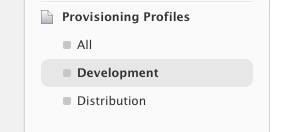 Provisioning Profiles
All
Development
Distribution